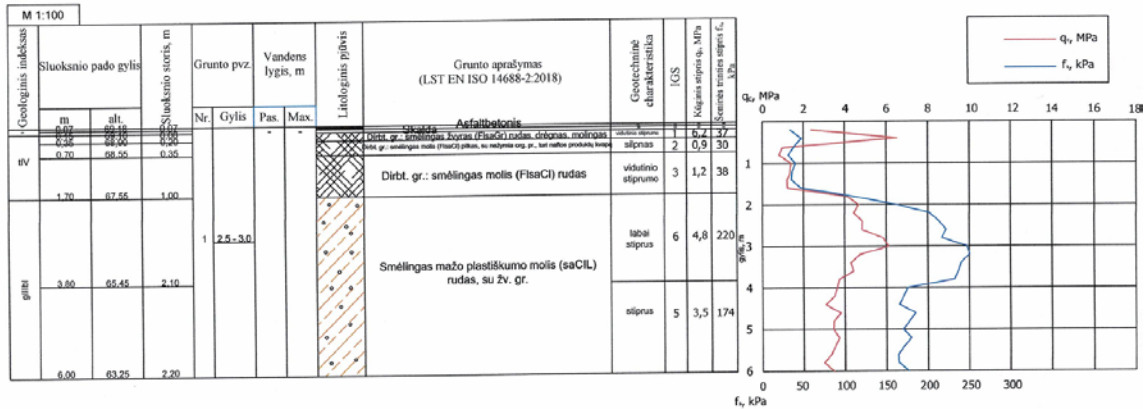 M 1:100
Geologinis indeksas
Sluoksnio pado gylis
m
alt.
Sluoksnio storis, m
Grunto pvz.
Nr.
Gylis
Vandens lygis, m
Pas.
Max.
Litologinis pjūvis
Grunto aprašymas
(LST EN ISO 14688-2:2018)
Geotechninė charakteristika
IGS
Kūginis stipris qc, MPa
Šoninės trinties stipris fs, kPa
- 0,07 69,18 0,07 - - Asfaltbetonis
Skalda
0,35 68,90 0,20 Dirbt. gr.: smėlingas žvyras (FlsaGr) rudas, drėgnas, molingas vidutinio stiprumo 1 6,2 37
tIV 0,70 68,55 0,35 Dirbt. gr.: smėlingas molis (FlsaCl) pilkas, su nežymia org. pr., turi naftos produktų kvapą silpnas 2 0,9 30
1,70 67,55 1,00 Dirbt. gr.: smėlingas molis (FlsaCl) rudas vidutinio stiprumo 3 1,2 38
1 2,5 - 3,0
labai stiprus 6 4,8 220
Smėlingas mažo plastiškumo molis (saClL)
rudas, su žv. gr.
gIIbl 3.80 65.45 2.10
stiprus 5 3,5 174
6.00 63.25 2.20
qc, MPa
fs, kPa
qc, MPa
0 2 4 6 8 10 12 14 16 18
gylis, m
1
2
3
4
5
6
0 50 100 150 200 250 300
fs, kPa